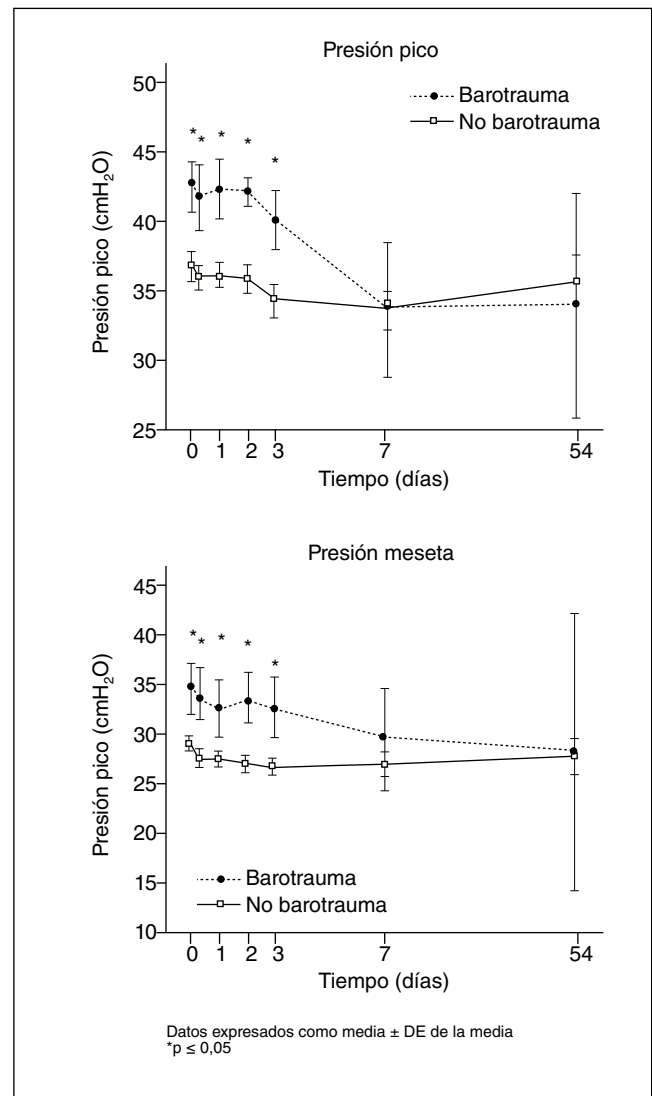 Presión pico
50
45
40
35
30
25
Presión pico (cmH2O)
* * * * *
Barotrauma
No barotrauma
0 1 2 3 7 54
Tiempo (días)
Presión meseta
45
40
35
30
25
20
15
10
Presión pico (cmH2O)
* * * * *
Barotrauma
No barotrauma
0 1 2 3 7 54
Tiempo (días)
Datos expresados como media ± DE de la media
*p ≤ 0,05